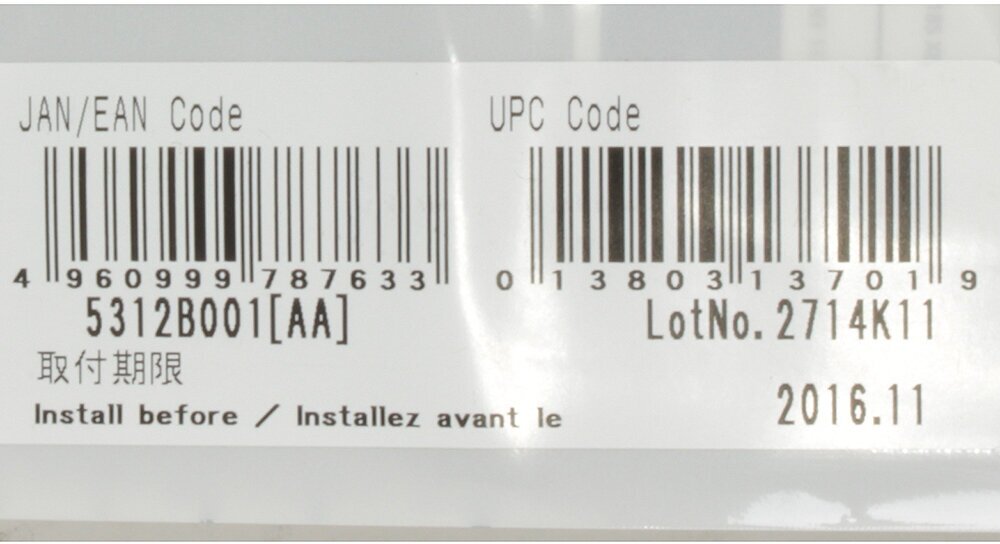 JAN/EAN Code
UPC Code
4 960999 787633
0 13803 13701 9
5312B001[AA]
LotNo. 2714K11
取付期限
Install before / Installez avant le
2016.11